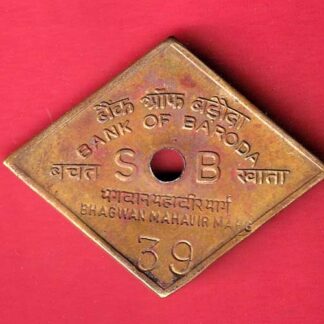 बैंक ऑफ बड़ौदा
BANK OF BARODA
बचत S B खाता
भगवान महावीर मार्ग
BHAGWAN MAHAVIR MARG
39